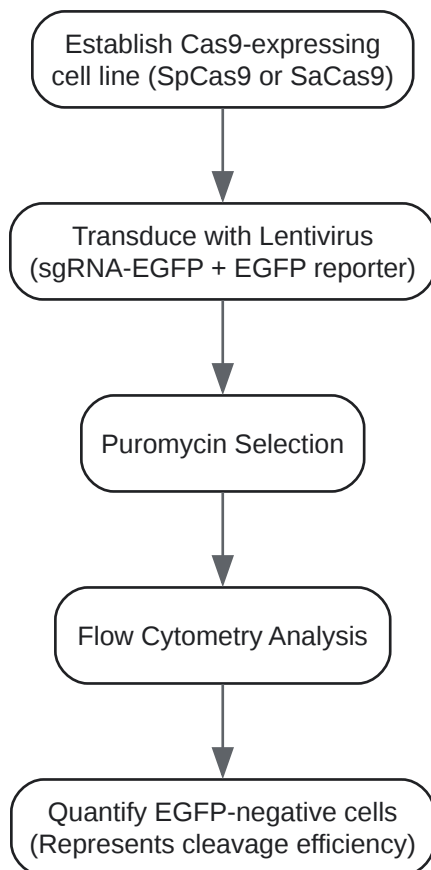 Establish Cas9-expressing
cell line (SpCas9 or SaCas9)
Transduce with Lentivirus
(sgRNA-EGFP + EGFP reporter)
Puromycin Selection
Flow Cytometry Analysis
Quantify EGFP-negative cells
(Represents cleavage efficiency)